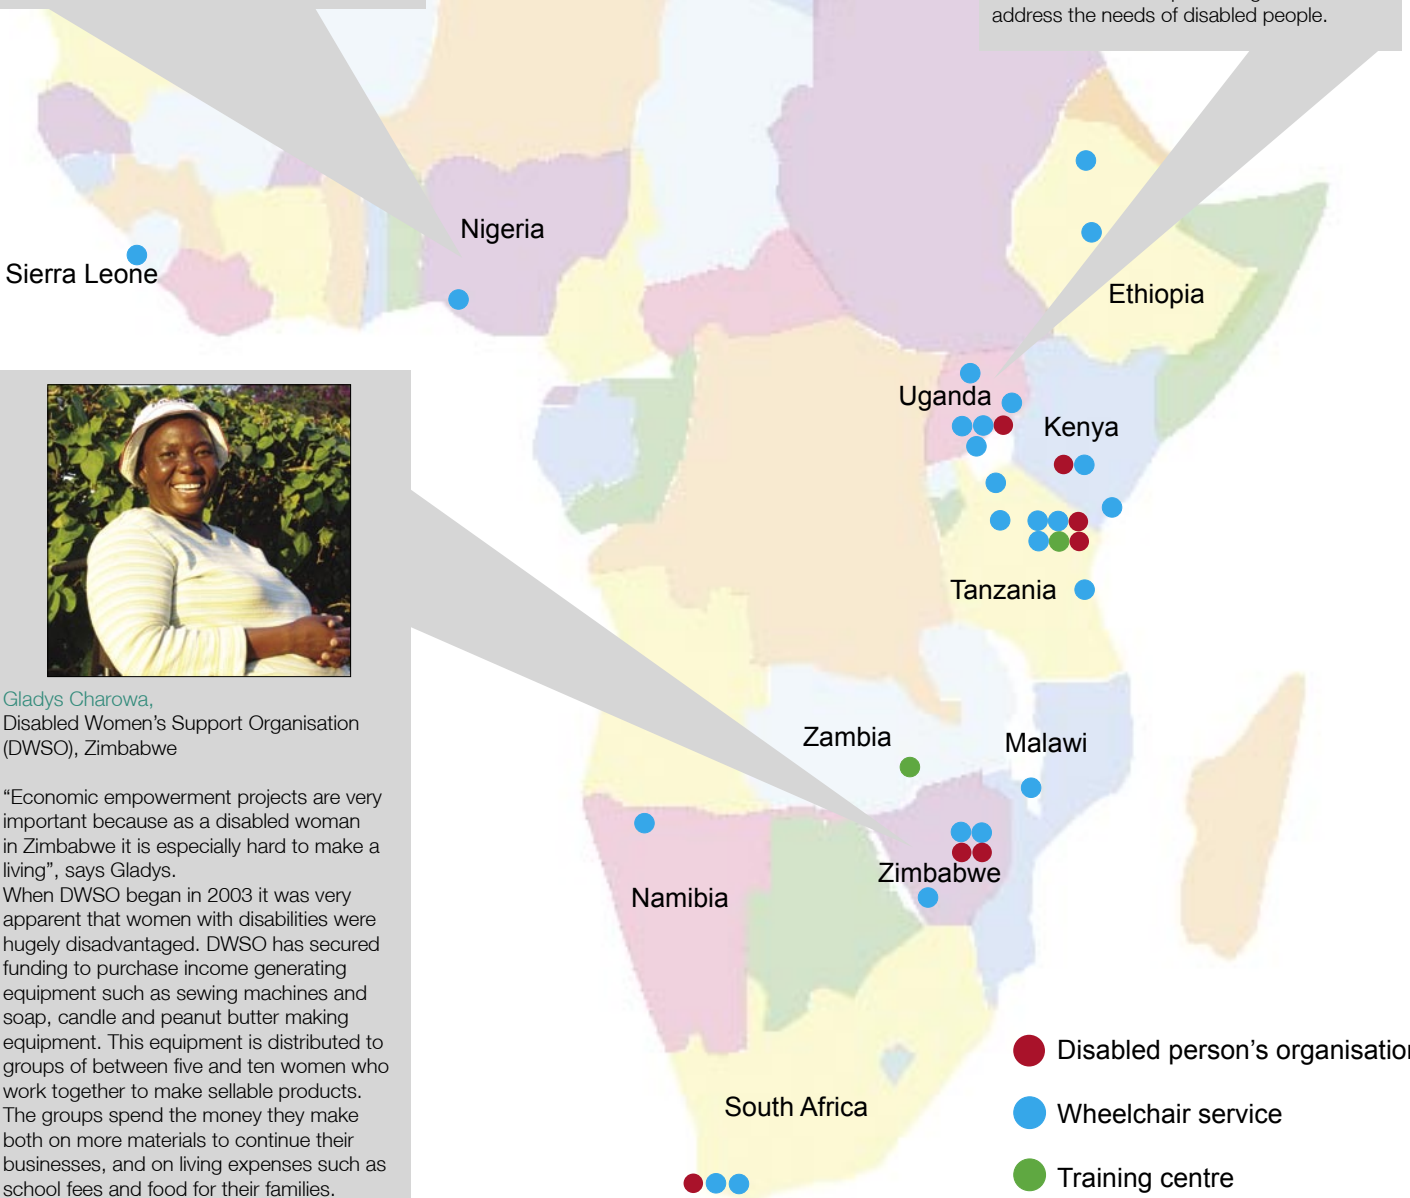 address the needs of disabled people.
Nigeria
Sierra Leone
Ethiopia
Uganda
Kenya
Tanzania
Zambia
Malawi
Zimbabwe
Namibia
South Africa
Gladys Charowa,
Disabled Women’s Support Organisation
(DWSO), Zimbabwe
“Economic empowerment projects are very
important because as a disabled woman
in Zimbabwe it is especially hard to make a
living”, says Gladys.
When DWSO began in 2003 it was very
apparent that women with disabilities were
hugely disadvantaged. DWSO has secured
funding to purchase income generating
equipment such as sewing machines and
soap, candle and peanut butter making
equipment. This equipment is distributed to
groups of between five and ten women who
work together to make sellable products.
The groups spend the money they make
both on more materials to continue their
businesses, and on living expenses such as
school fees and food for their families.
Disabled person’s organisation
Wheelchair service
Training centre